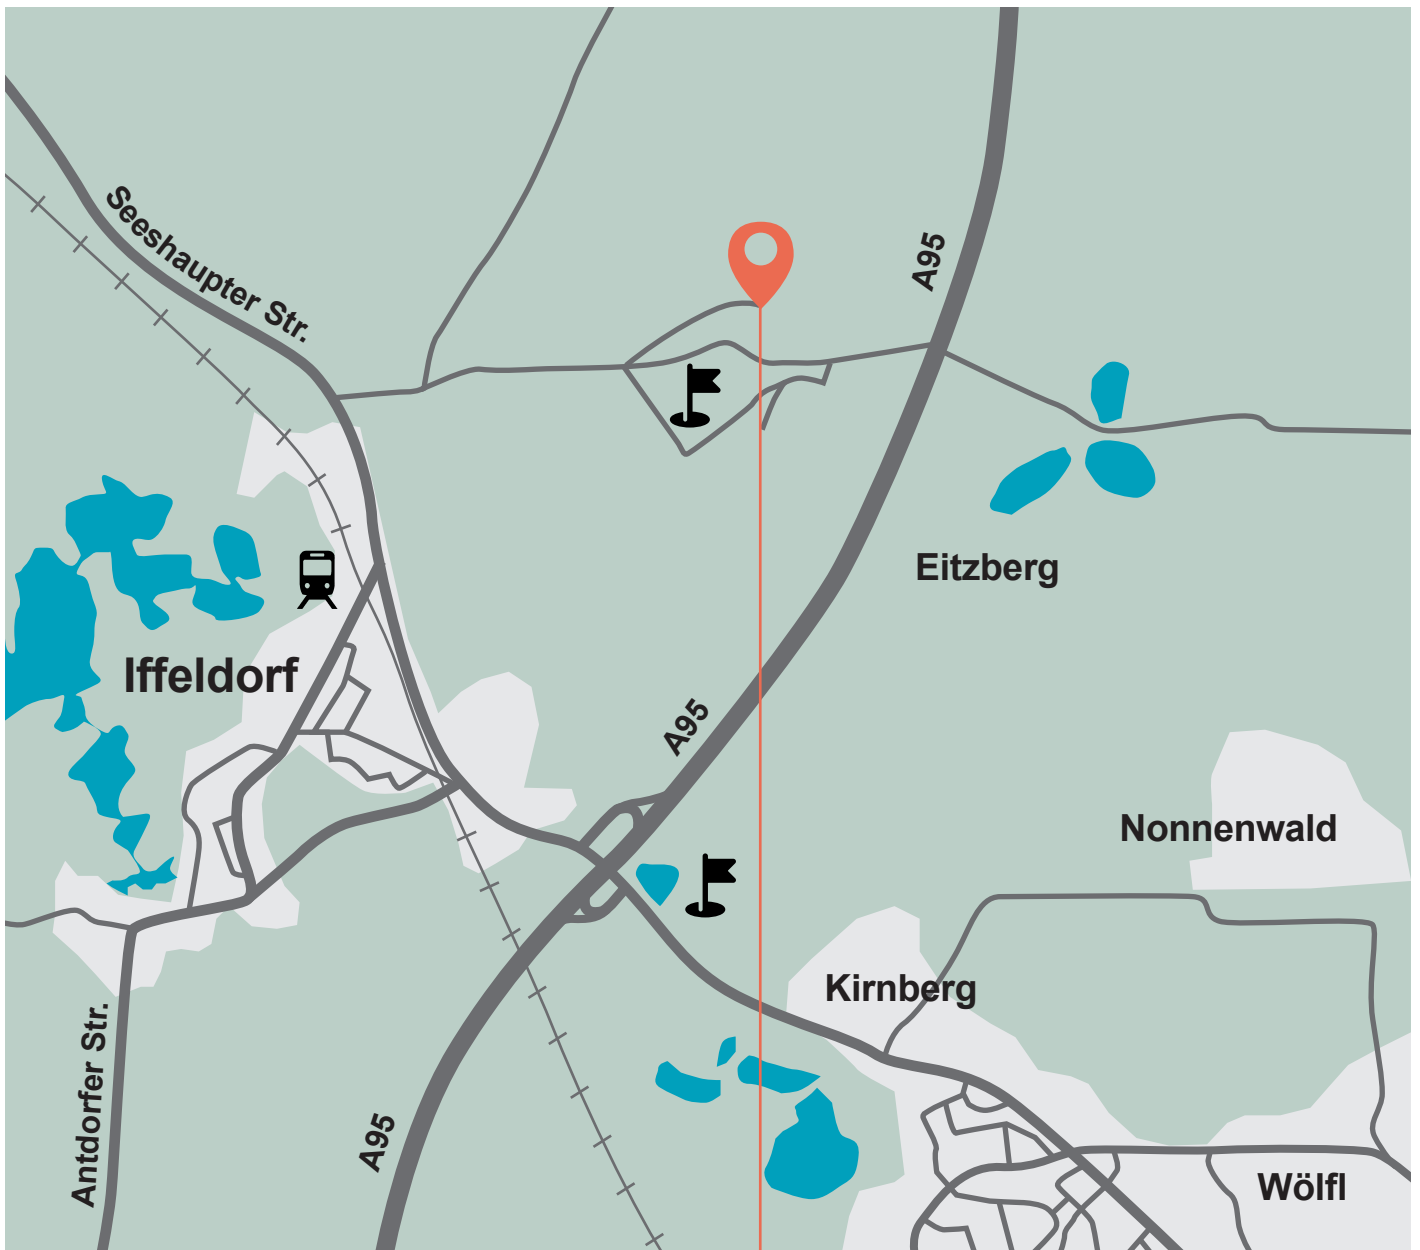 Seeshaupter Str.
A95
Eitzberg
Iffeldorf
A95
Nonnenwald
Kirnberg
Antdorfer Str.
A95
Wölfl